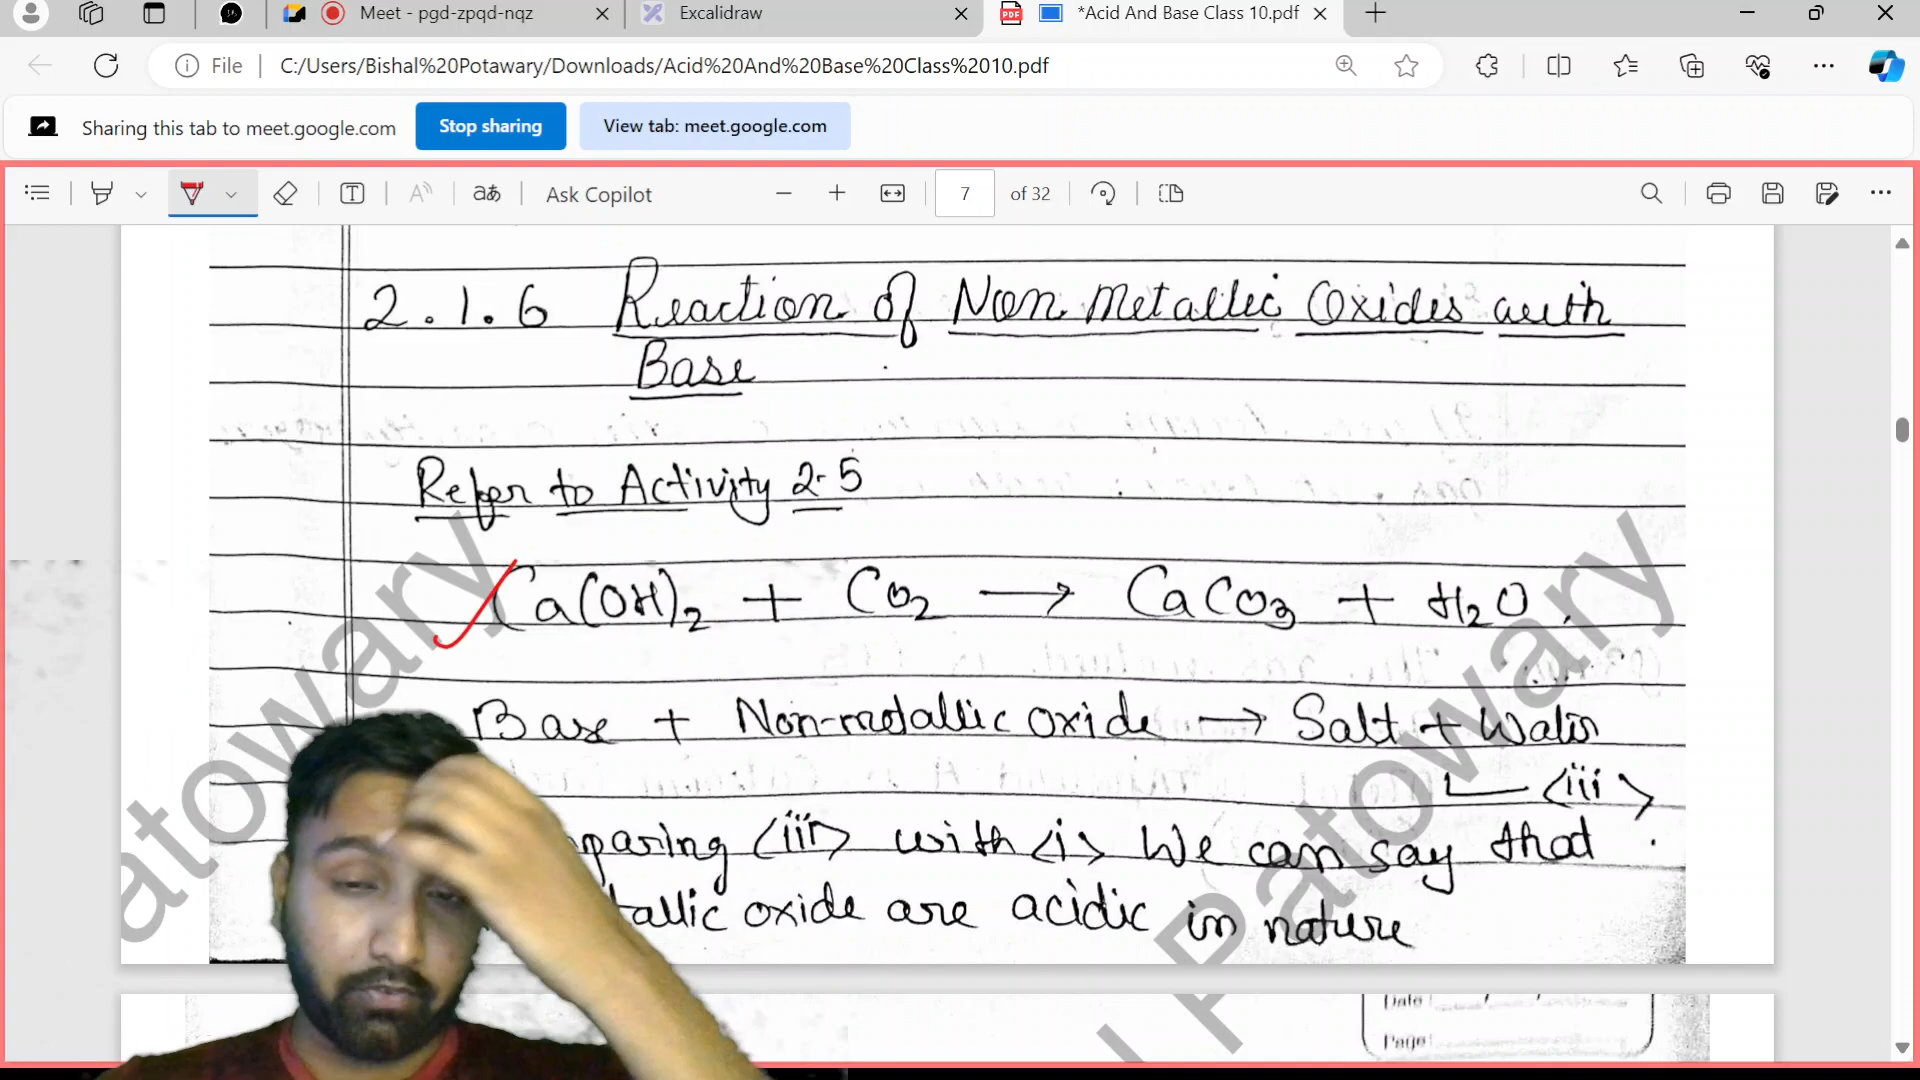 Meet - pgd-zpqd-nqz
Excalidraw
*Acid And Base Class 10.pdf
File
C:/Users/Bishal%20Potawary/Downloads/Acid%20And%20Base%20Class%2010.pdf
Sharing this tab to meet.google.com
Stop sharing
View tab: meet.google.com
Ask Copilot
7 of 32
2.1.6 Reaction of Non Metallic Oxides with
Base
Refer to Activity 2.5
Ca(OH)2 + CO2 → CaCO3 + H2O
Base + Non-metallic oxide → Salt + Water
<iii>
paring <iii> with <i> We can say that
tallic oxide are acidic in nature
Patowary
Date
Page